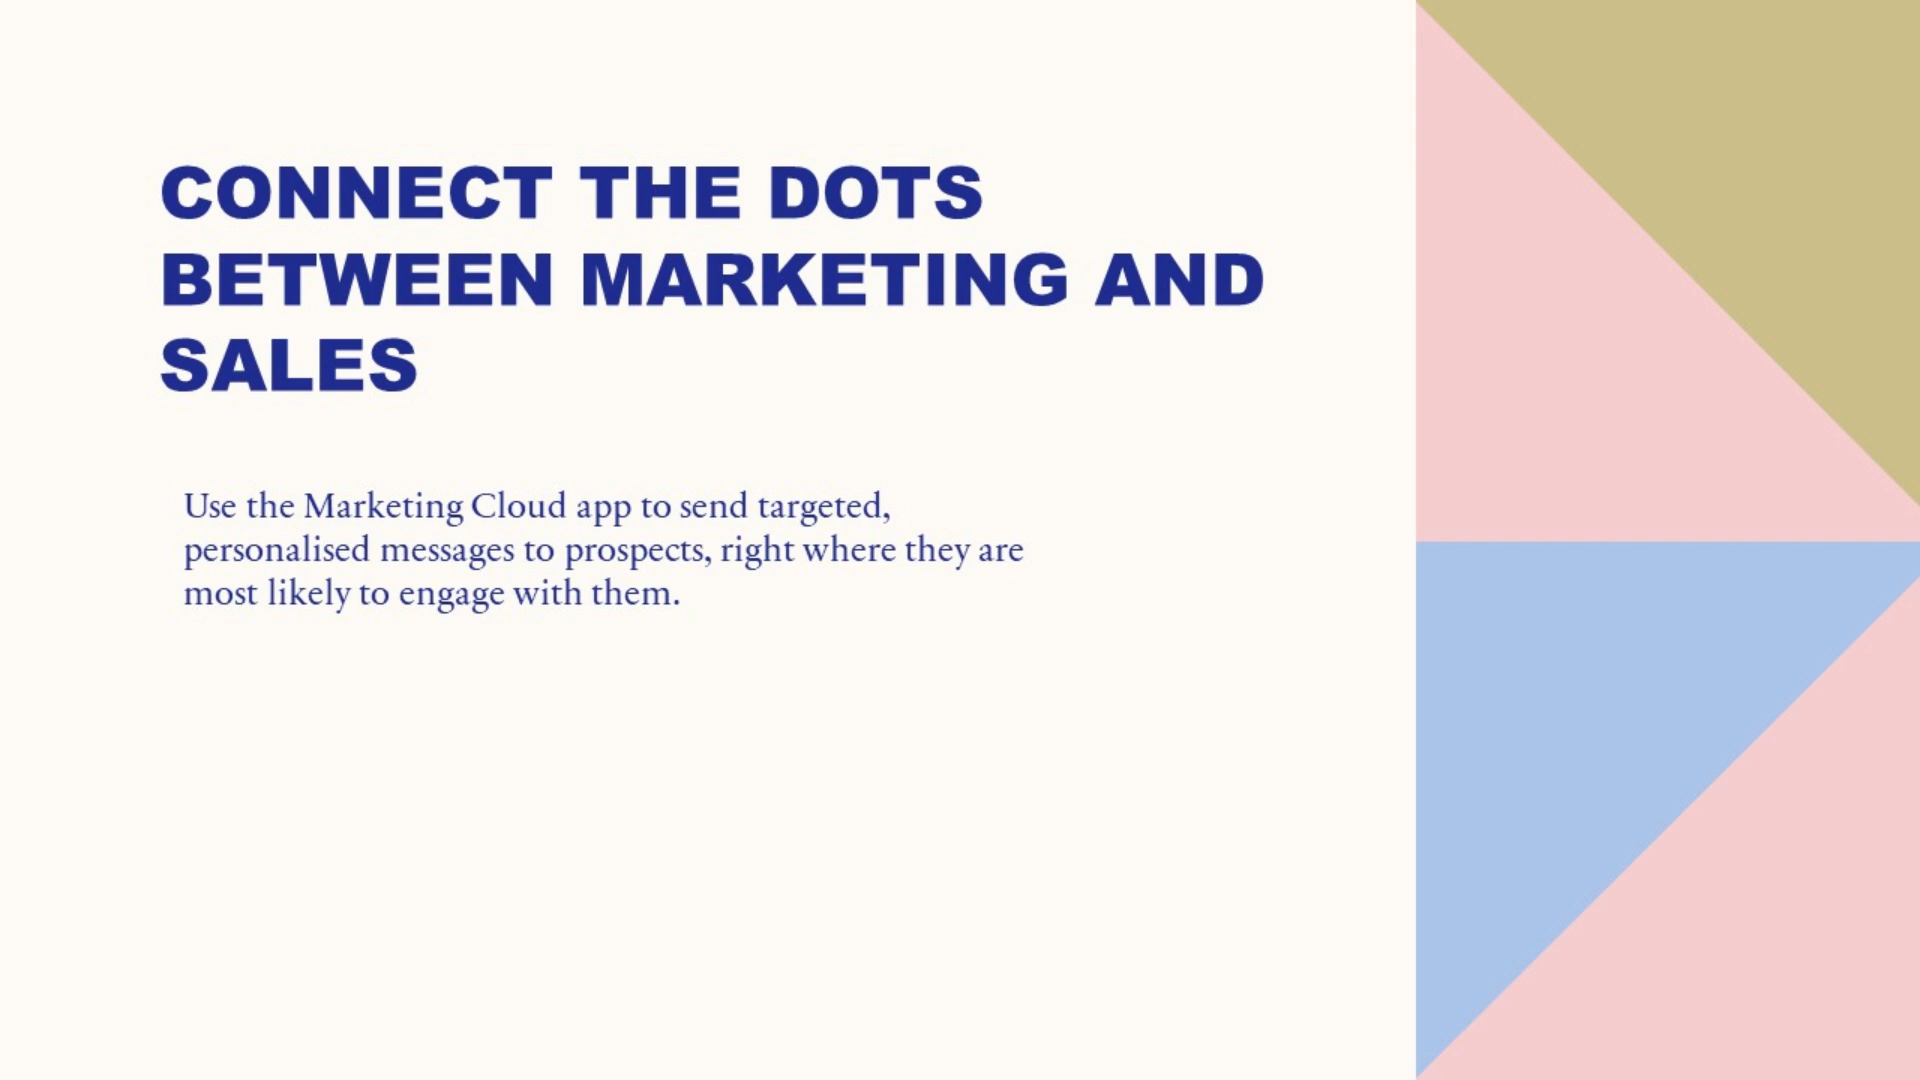 CONNECT THE DOTS
BETWEEN MARKETING AND
SALES
Use the Marketing Cloud app to send targeted,
personalised messages to prospects, right where they are
most likely to engage with them.